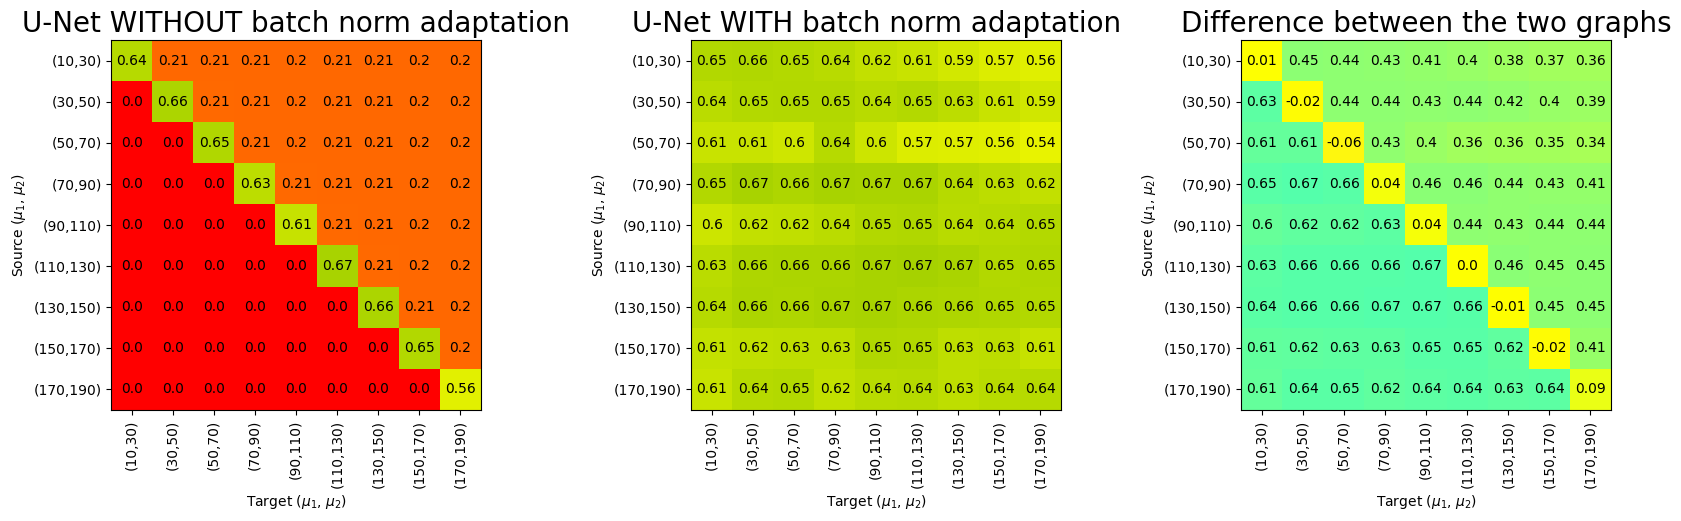 U-Net WITHOUT batch norm adaptation
Source (μ₁, μ₂)
(10,30) 0.64 0.21 0.21 0.21 0.2 0.21 0.21 0.2 0.2
(30,50) 0.0 0.66 0.21 0.21 0.2 0.21 0.21 0.2 0.2
(50,70) 0.0 0.0 0.65 0.21 0.2 0.21 0.21 0.2 0.2
(70,90) 0.0 0.0 0.0 0.63 0.21 0.21 0.21 0.2 0.2
(90,110) 0.0 0.0 0.0 0.0 0.61 0.21 0.21 0.2 0.2
(110,130) 0.0 0.0 0.0 0.0 0.0 0.67 0.21 0.2 0.2
(130,150) 0.0 0.0 0.0 0.0 0.0 0.0 0.66 0.21 0.2
(150,170) 0.0 0.0 0.0 0.0 0.0 0.0 0.0 0.65 0.2
(170,190) 0.0 0.0 0.0 0.0 0.0 0.0 0.0 0.0 0.56
(10,30) (30,50) (50,70) (70,90) (90,110) (110,130) (130,150) (150,170) (170,190)
Target (μ₁, μ₂)
U-Net WITH batch norm adaptation
Source (μ₁, μ₂)
(10,30) 0.65 0.66 0.65 0.64 0.62 0.61 0.59 0.57 0.56
(30,50) 0.64 0.65 0.65 0.65 0.64 0.65 0.63 0.61 0.59
(50,70) 0.61 0.61 0.6 0.64 0.6 0.57 0.57 0.56 0.54
(70,90) 0.65 0.67 0.66 0.67 0.67 0.67 0.64 0.63 0.62
(90,110) 0.6 0.62 0.62 0.64 0.65 0.65 0.64 0.64 0.65
(110,130) 0.63 0.66 0.66 0.66 0.67 0.67 0.67 0.65 0.65
(130,150) 0.64 0.66 0.66 0.67 0.67 0.66 0.66 0.65 0.65
(150,170) 0.61 0.62 0.63 0.63 0.65 0.65 0.63 0.63 0.61
(170,190) 0.61 0.64 0.65 0.62 0.64 0.64 0.63 0.64 0.64
(10,30) (30,50) (50,70) (70,90) (90,110) (110,130) (130,150) (150,170) (170,190)
Target (μ₁, μ₂)
Difference between the two graphs
Source (μ₁, μ₂)
(10,30) 0.01 0.45 0.44 0.43 0.41 0.4 0.38 0.37 0.36
(30,50) 0.63 -0.02 0.44 0.44 0.43 0.44 0.42 0.4 0.39
(50,70) 0.61 0.61 -0.06 0.43 0.4 0.36 0.36 0.35 0.34
(70,90) 0.65 0.67 0.66 0.04 0.46 0.46 0.44 0.43 0.41
(90,110) 0.6 0.62 0.62 0.63 0.04 0.44 0.43 0.44 0.44
(110,130) 0.63 0.66 0.66 0.66 0.67 0.0 0.46 0.45 0.45
(130,150) 0.64 0.66 0.66 0.67 0.67 0.66 -0.01 0.45 0.45
(150,170) 0.61 0.62 0.63 0.63 0.65 0.65 0.62 -0.02 0.41
(170,190) 0.61 0.64 0.65 0.62 0.64 0.64 0.63 0.64 0.09
(10,30) (30,50) (50,70) (70,90) (90,110) (110,130) (130,150) (150,170) (170,190)
Target (μ₁, μ₂)